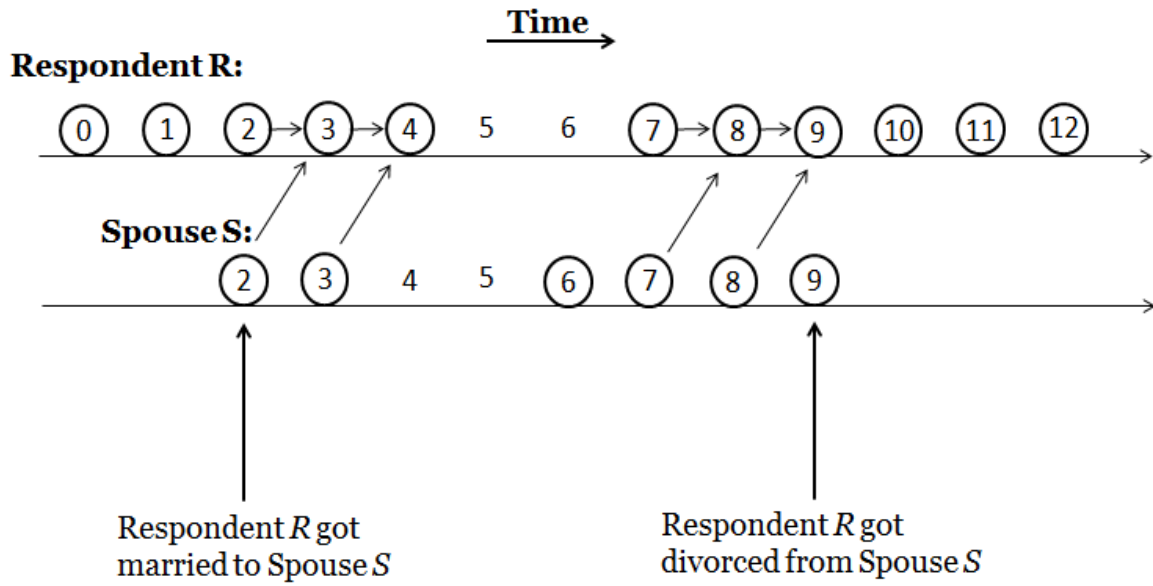 Time
Respondent R:
0 1 2 3 4 5 6 7 8 9 10 11 12
Spouse S:
2 3 4 5 6 7 8 9
Respondent R got
married to Spouse S
Respondent R got
divorced from Spouse S